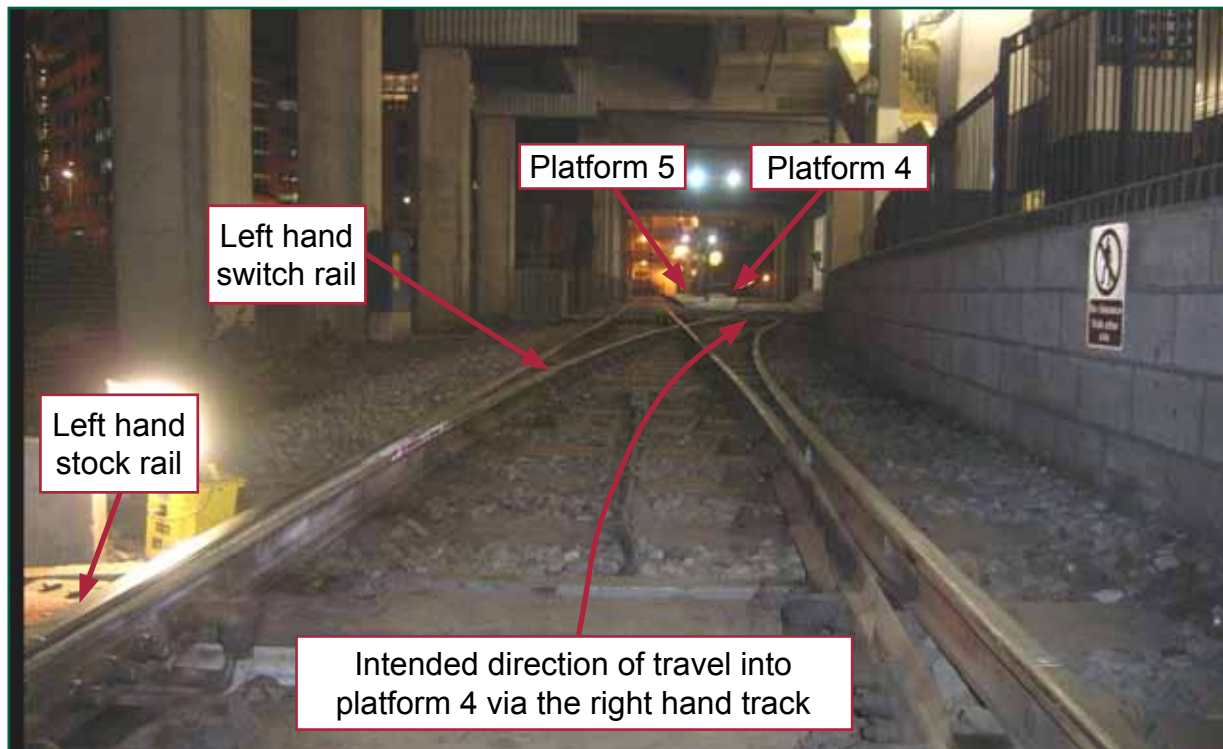 Platform 5
Platform 4
Left hand
switch rail
Left hand
stock rail
Intended direction of travel into
platform 4 via the right hand track